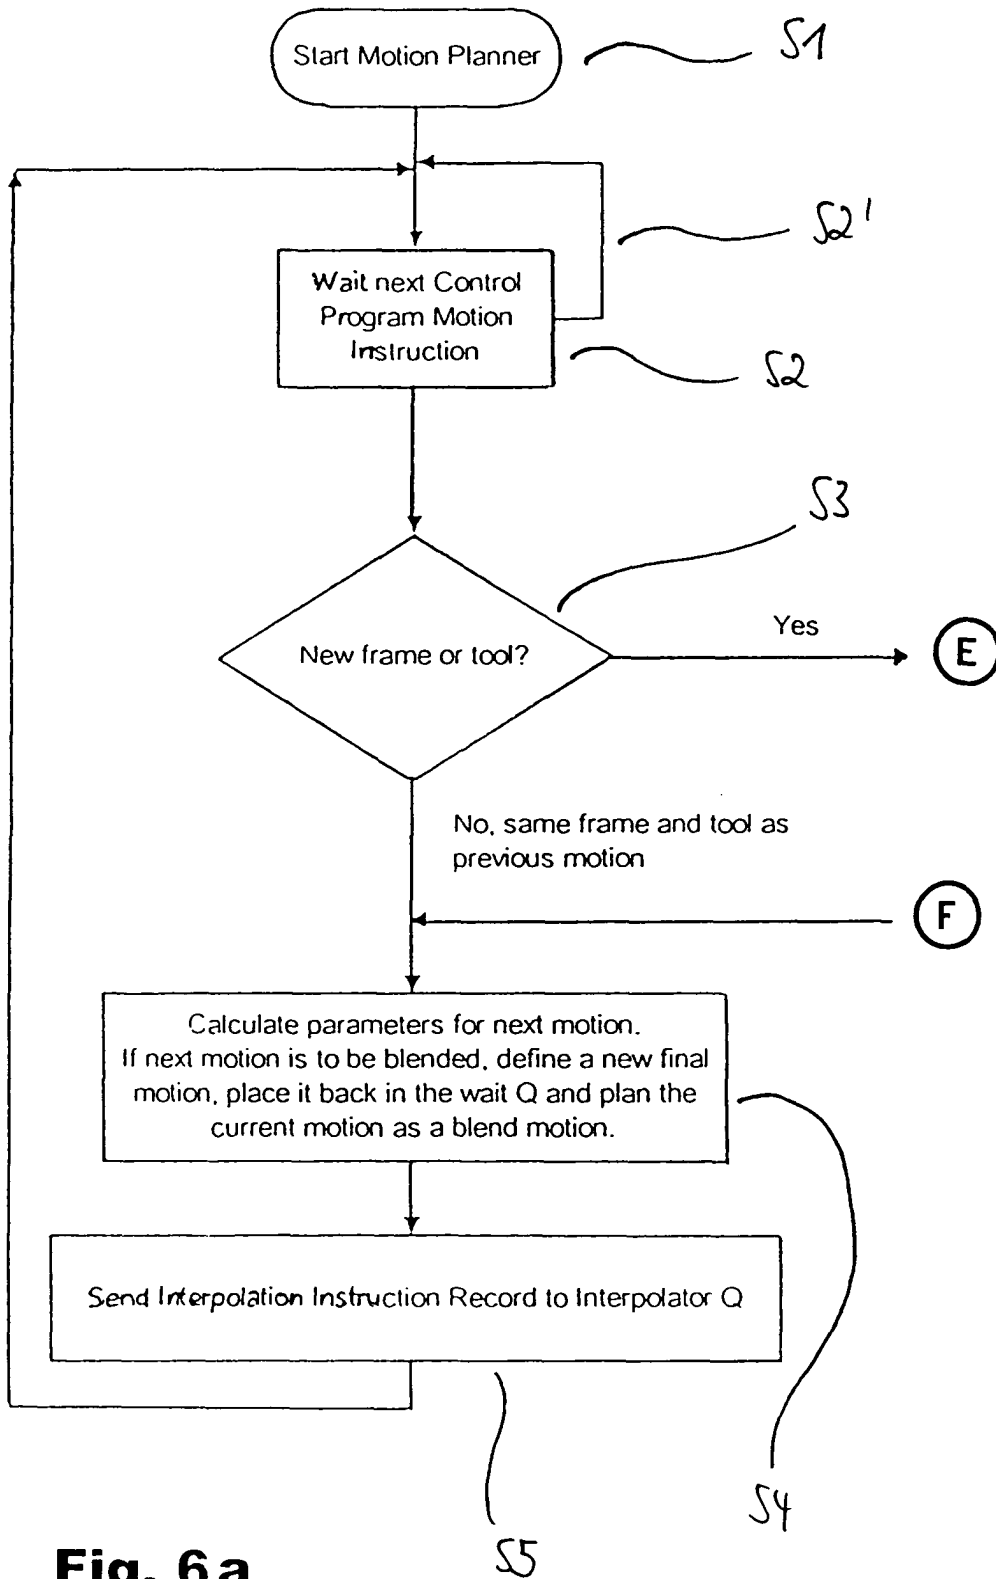 Start Motion Planner
S1
S2'
Wait next Control
Program Motion
Instruction
S2
S3
New frame or tool?
Yes
E
No, same frame and tool as
previous motion
F
Calculate parameters for next motion.
If next motion is to be blended, define a new final
motion, place it back in the wait Q and plan the
current motion as a blend motion.
Send Interpolation Instruction Record to Interpolator Q
S4
S5
Fig. 6a